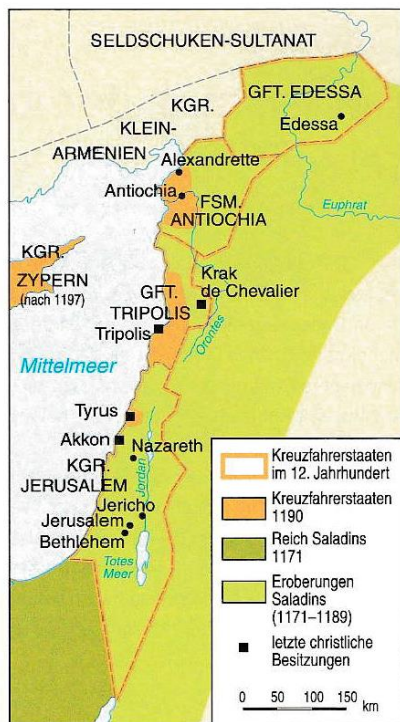 SELDSCHUKEN-SULTANAT
GFT. EDESSA
Edessa
KGR.
KLEIN-
ARMENIEN
Alexandrette
Antiochia
FSM.
ANTIOCHIA
Euphrat
KGR.
ZYPERN
(nach 1197)
Krak
de Chevalier
GFT.
TRIPOLIS
Tripolis
Orontes
Mittelmeer
Tyrus
Akkon
Nazareth
KGR.
JERUSALEM
Jordan
Jericho
Jerusalem
Bethlehem
Totes
Meer
Kreuzfahrerstaaten
im 12. Jahrhundert
Kreuzfahrerstaaten
1190
Reich Saladins
1171
Eroberungen
Saladins
(1171–1189)
letzte christliche
Besitzungen
0 50 100 150
km